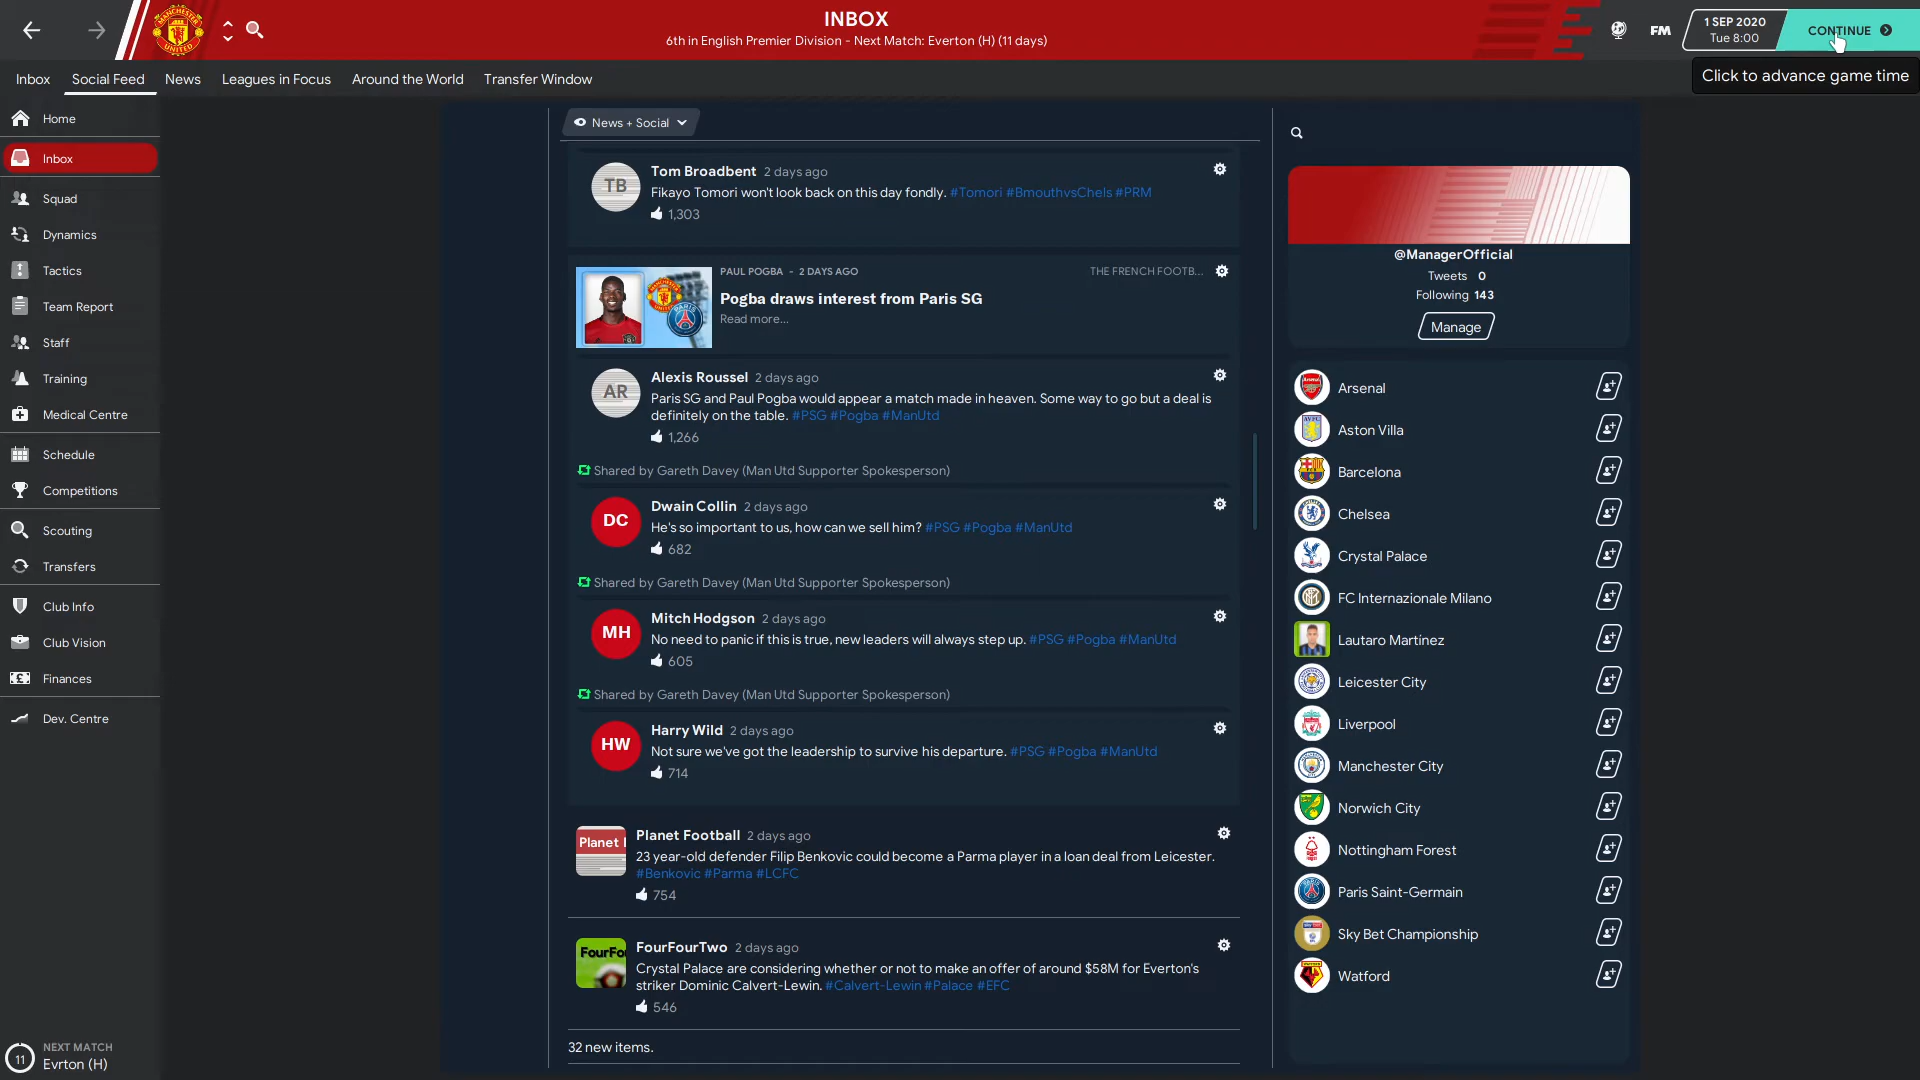 INBOX
6th in English Premier Division - Next Match: Everton (H) (11 days)
FM
1 SEP 2020
Tue 8:00
CONTINUE
Click to advance game time
Inbox
Social Feed
News
Leagues in Focus
Around the World
Transfer Window
Home
Inbox
Squad
Dynamics
Tactics
Team Report
Staff
Training
Medical Centre
Schedule
Competitions
Scouting
Transfers
Club Info
Club Vision
Finances
Dev. Centre
11
NEXT MATCH
Evrton (H)
News + Social
TB
Tom Broadbent 2 days ago
Fikayo Tomori won't look back on this day fondly. #Tomori #BmouthvsChels #PRM
1,303
PAUL POGBA - 2 DAYS AGO
THE FRENCH FOOTB...
Pogba draws interest from Paris SG
Read more...
AR
Alexis Roussel 2 days ago
Paris SG and Paul Pogba would appear a match made in heaven. Some way to go but a deal is
definitely on the table. #PSG #Pogba #ManUtd
1,266
Shared by Gareth Davey (Man Utd Supporter Spokesperson)
DC
Dwain Collin 2 days ago
He's so important to us, how can we sell him? #PSG #Pogba #ManUtd
682
Shared by Gareth Davey (Man Utd Supporter Spokesperson)
MH
Mitch Hodgson 2 days ago
No need to panic if this is true, new leaders will always step up. #PSG #Pogba #ManUtd
605
Shared by Gareth Davey (Man Utd Supporter Spokesperson)
HW
Harry Wild 2 days ago
Not sure we've got the leadership to survive his departure. #PSG #Pogba #ManUtd
714
Planet
Planet Football 2 days ago
23 year-old defender Filip Benkovic could become a Parma player in a loan deal from Leicester.
#Benkovic #Parma #LCFC
754
FourFo
FourFourTwo 2 days ago
Crystal Palace are considering whether or not to make an offer of around $58M for Everton's
striker Dominic Calvert-Lewin. #Calvert-Lewin #Palace #EFC
546
32 new items.
@ManagerOfficial
Tweets 0
Following 143
Manage
Arsenal
Aston Villa
Barcelona
Chelsea
Crystal Palace
FC Internazionale Milano
Lautaro Martínez
Leicester City
Liverpool
Manchester City
Norwich City
Nottingham Forest
Paris Saint-Germain
Sky Bet Championship
Watford